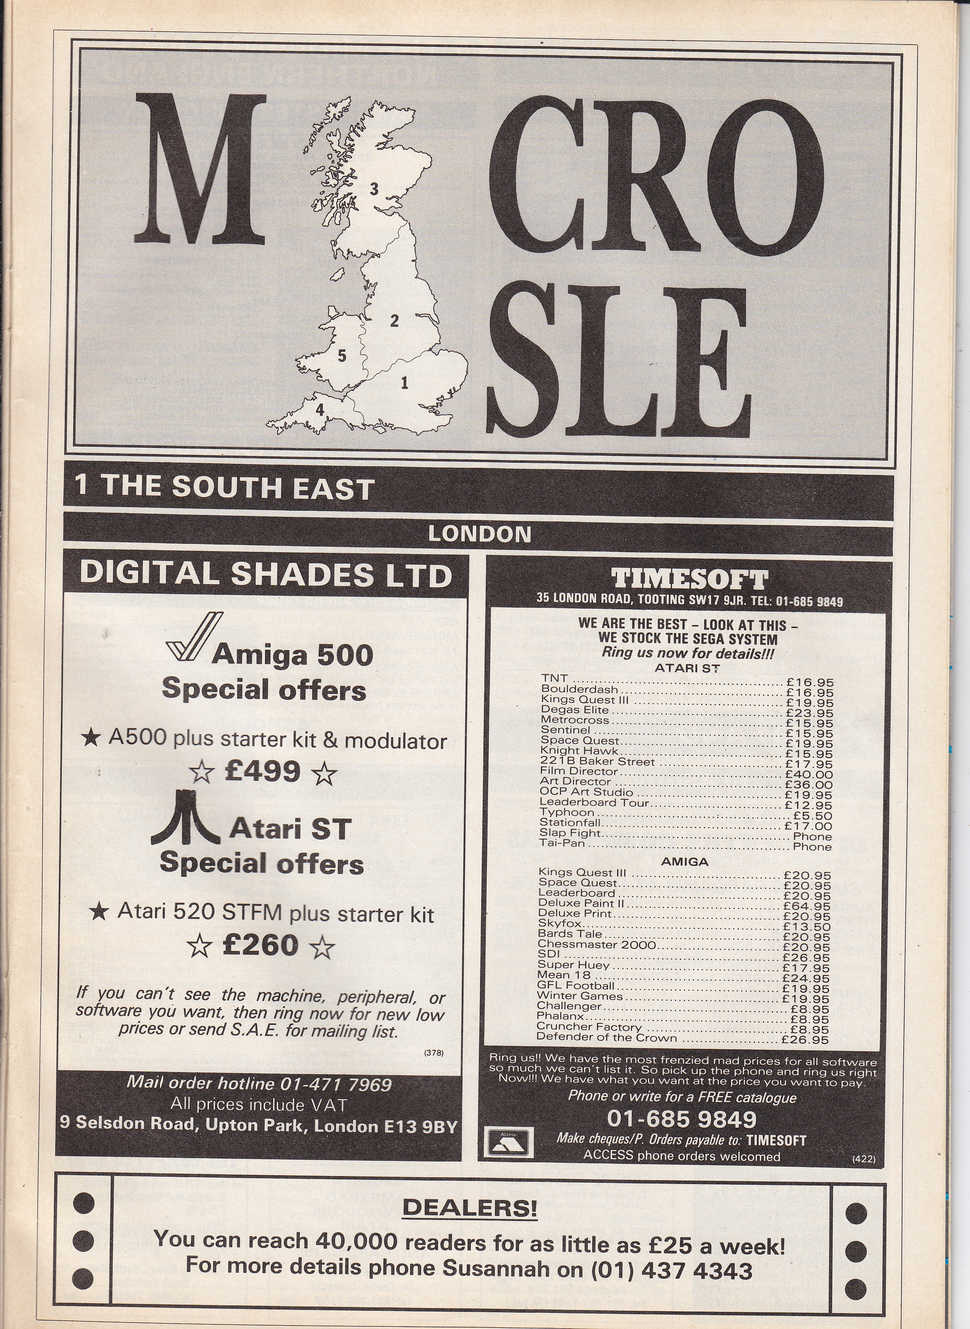 MICRO
ISLE
3
2
5
1
4
1 THE SOUTH EAST
LONDON
DIGITAL SHADES LTD
Amiga 500
Special offers
★ A500 plus starter kit & modulator
☆ £499 ☆
Atari ST
Special offers
★ Atari 520 STFM plus starter kit
☆ £260 ☆
If you can't see the machine, peripheral, or
software you want, then ring now for new low
prices or send S.A.E. for mailing list.
(378)
Mail order hotline 01-471 7969
All prices include VAT
9 Selsdon Road, Upton Park, London E13 9BY
TIMESOFT
35 LONDON ROAD, TOOTING SW17 9JR. TEL: 01-685 9849
WE ARE THE BEST – LOOK AT THIS –
WE STOCK THE SEGA SYSTEM
Ring us now for details!!!
ATARI ST
TNT £16.95
Boulderdash £16.95
Kings Quest III £19.95
Degas Elite £23.95
Metrocross £15.95
Sentinel £15.95
Space Quest £19.95
Knight Hawk £15.95
221B Baker Street £17.95
Film Director £40.00
Art Director £36.00
OCP Art Studio £19.95
Leaderboard Tour £12.95
Typhoon £5.50
Stationfall £17.00
Slap Fight Phone
Tai-Pan Phone
AMIGA
Kings Quest III £20.95
Space Quest £20.95
Leaderboard £20.95
Deluxe Paint II £64.95
Deluxe Print £20.95
Skyfox £13.50
Bards Tale £20.95
Chessmaster 2000 £20.95
SDI £26.95
Super Huey £17.95
Mean 18 £24.95
GFL Football £19.95
Winter Games £19.95
Challenger £8.95
Phalanx £8.95
Cruncher Factory £8.95
Defender of the Crown £26.95
Ring us!! We have the most frenzied mad prices for all software
so much we can't list it. So pick up the phone and ring us right
Now!!! We have what you want at the price you want to pay.
Phone or write for a FREE catalogue
01-685 9849
Make cheques/P. Orders payable to: TIMESOFT
ACCESS phone orders welcomed
(422)
DEALERS!
You can reach 40,000 readers for as little as £25 a week!
For more details phone Susannah on (01) 437 4343